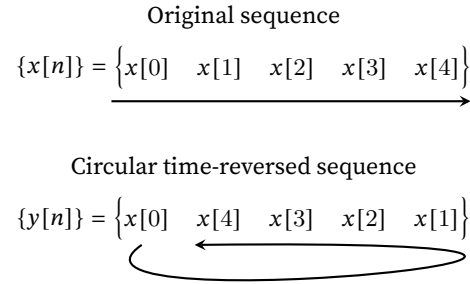 Original sequence
{x[n]} = {x[0] x[1] x[2] x[3] x[4]}
Circular time-reversed sequence
{y[n]} = {x[0] x[4] x[3] x[2] x[1]}